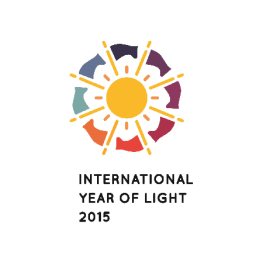 INTERNATIONAL
YEAR OF LIGHT
2015